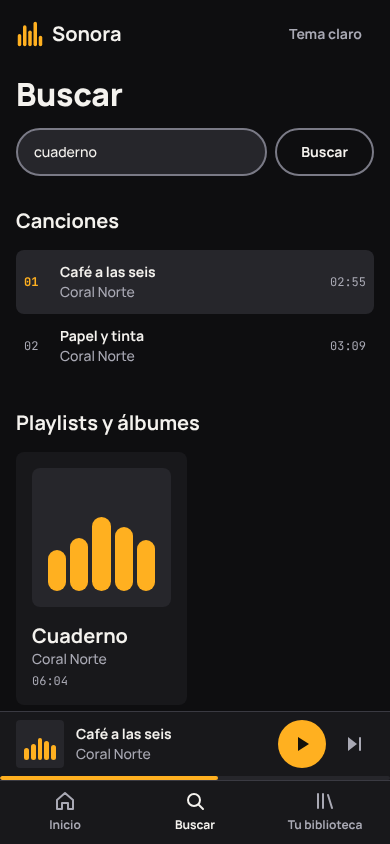 Sonora
Tema claro
Buscar
cuaderno
Buscar
Canciones
01 Café a las seis 02:55
Coral Norte
02 Papel y tinta 03:09
Coral Norte
Playlists y álbumes
Cuaderno
Coral Norte
06:04
Café a las seis
Coral Norte
Inicio
Buscar
Tu biblioteca